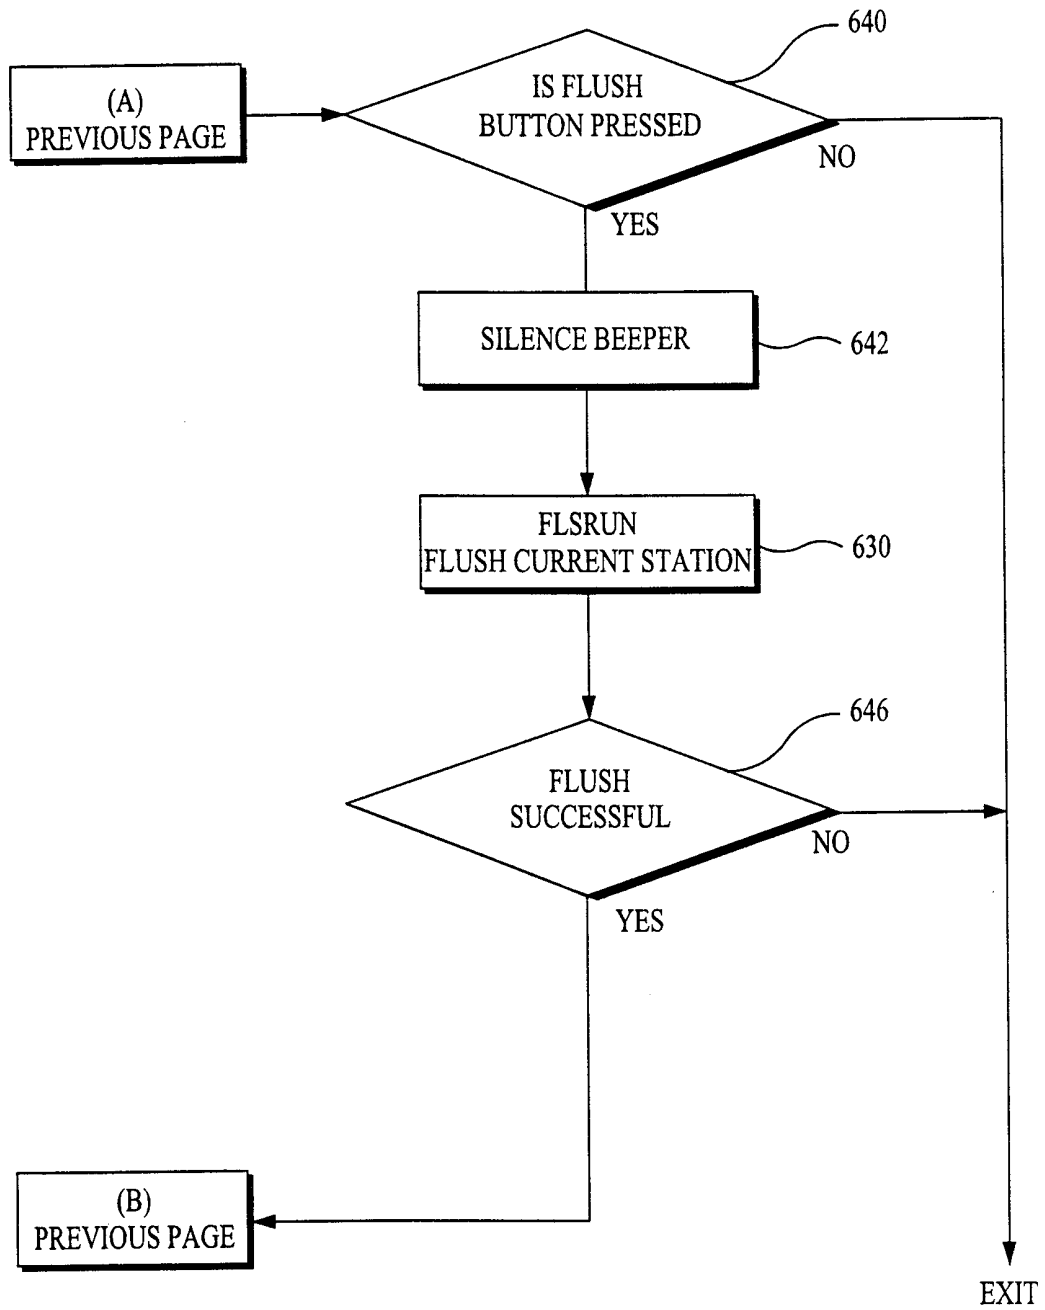 640
(A)
PREVIOUS PAGE
IS FLUSH
BUTTON PRESSED
NO
YES
SILENCE BEEPER
642
FLSRUN
FLUSH CURRENT STATION
630
646
FLUSH
SUCCESSFUL
NO
YES
(B)
PREVIOUS PAGE
EXIT